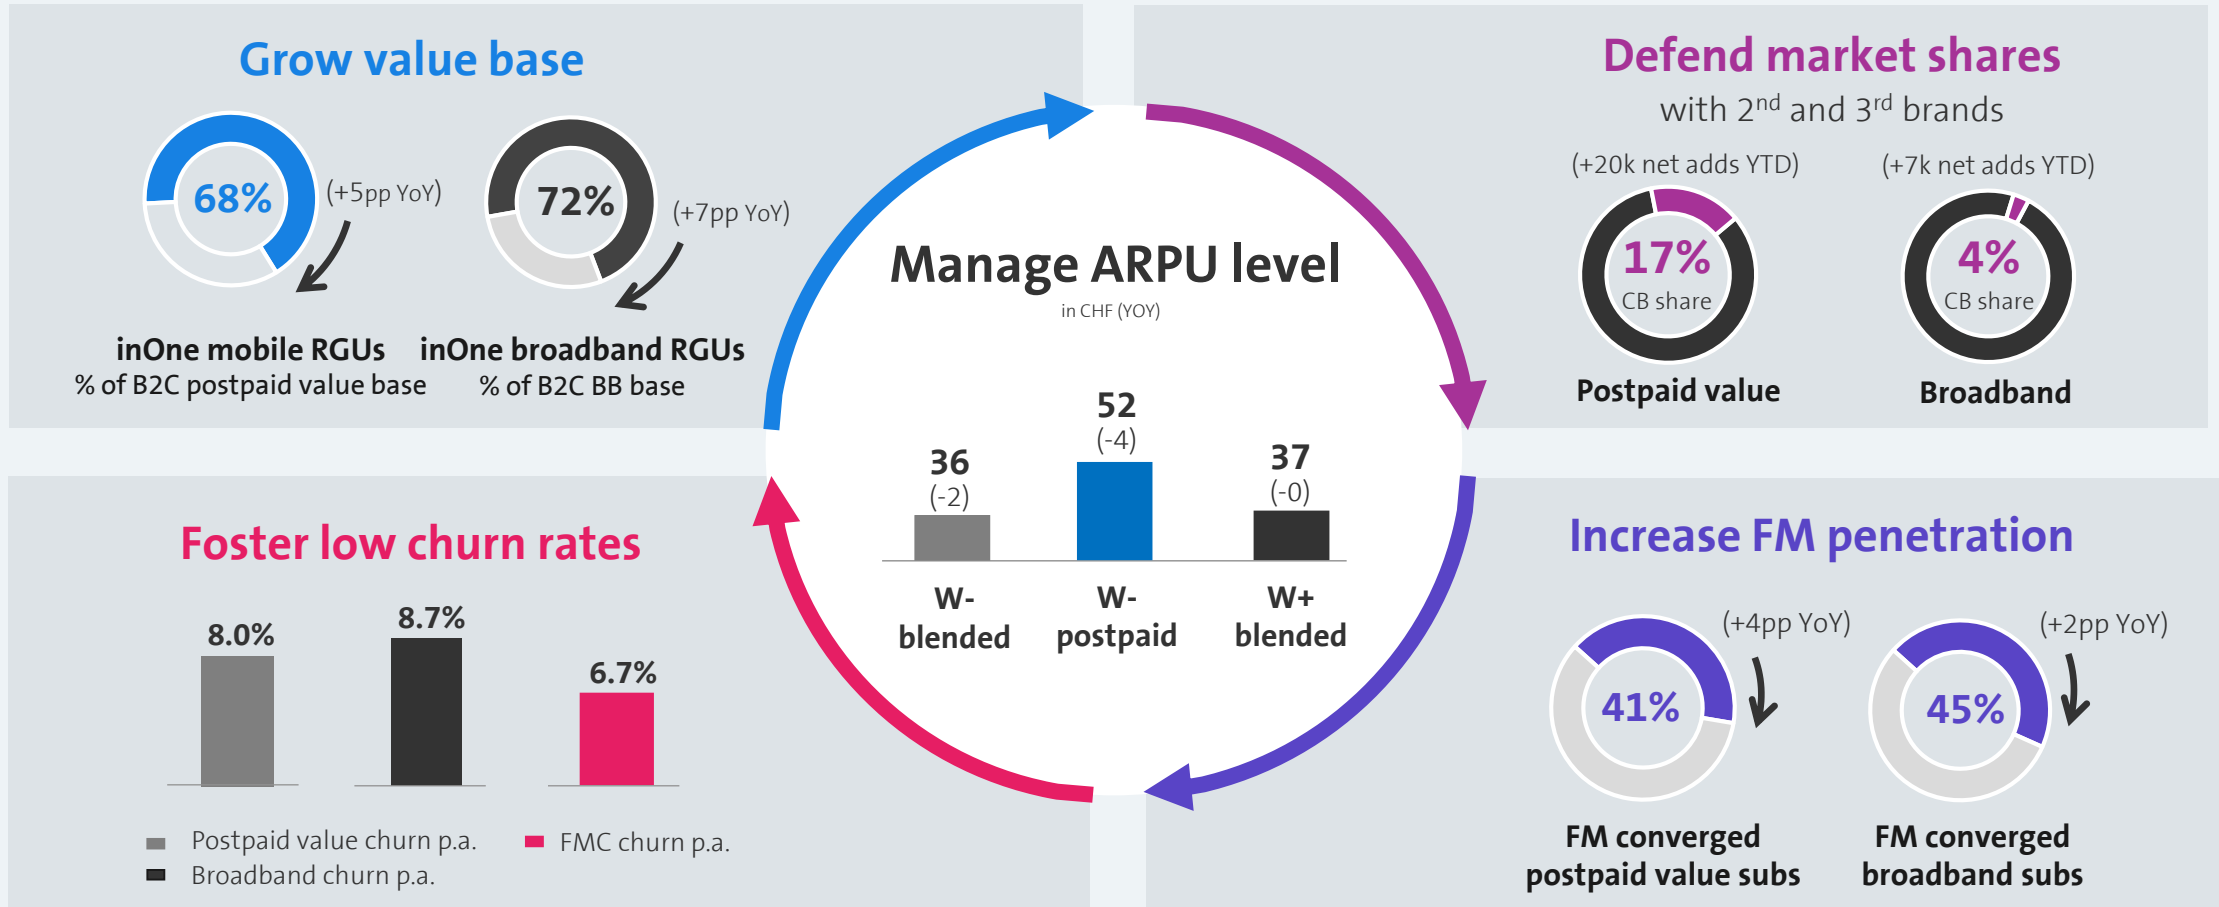 Grow value base
68%
(+5pp YoY)
72%
(+7pp YoY)
inOne mobile RGUs
% of B2C postpaid value base
inOne broadband RGUs
% of B2C BB base
Defend market shares
with 2nd and 3rd brands
(+20k net adds YTD)
17%
CB share
Postpaid value
(+7k net adds YTD)
4%
CB share
Broadband
Manage ARPU level
in CHF (YOY)
36
(-2)
W-
blended
52
(-4)
W-
postpaid
37
(-0)
W+
blended
Foster low churn rates
8.0%
8.7%
6.7%
Postpaid value churn p.a.
Broadband churn p.a.
FMC churn p.a.
Increase FM penetration
41%
(+4pp YoY)
FM converged
postpaid value subs
45%
(+2pp YoY)
FM converged
broadband subs